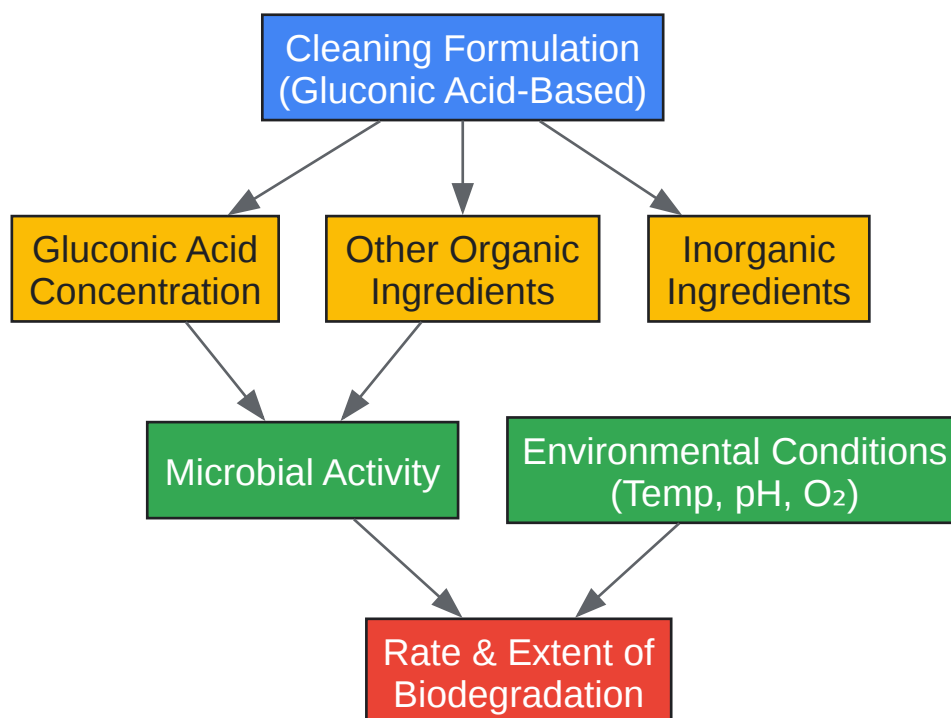 Cleaning Formulation
(Gluconic Acid-Based)
Gluconic Acid
Concentration
Other Organic
Ingredients
Inorganic
Ingredients
Microbial Activity
Environmental Conditions
(Temp, pH, O₂)
Rate & Extent of
Biodegradation